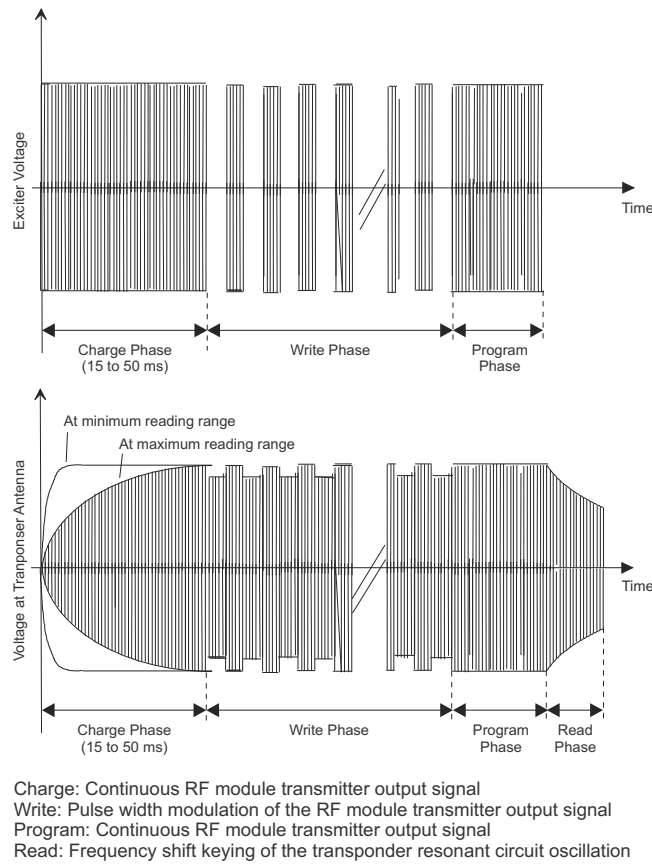 Exciter Voltage
Time
Charge Phase
(15 to 50 ms)
Write Phase
Program
Phase
At minimum reading range
At maximum reading range
Voltage at Tranponser Antenna
Time
Charge Phase
(15 to 50 ms)
Write Phase
Program
Phase
Read
Phase
Charge: Continuous RF module transmitter output signal
Write: Pulse width modulation of the RF module transmitter output signal
Program: Continuous RF module transmitter output signal
Read: Frequency shift keying of the transponder resonant circuit oscillation